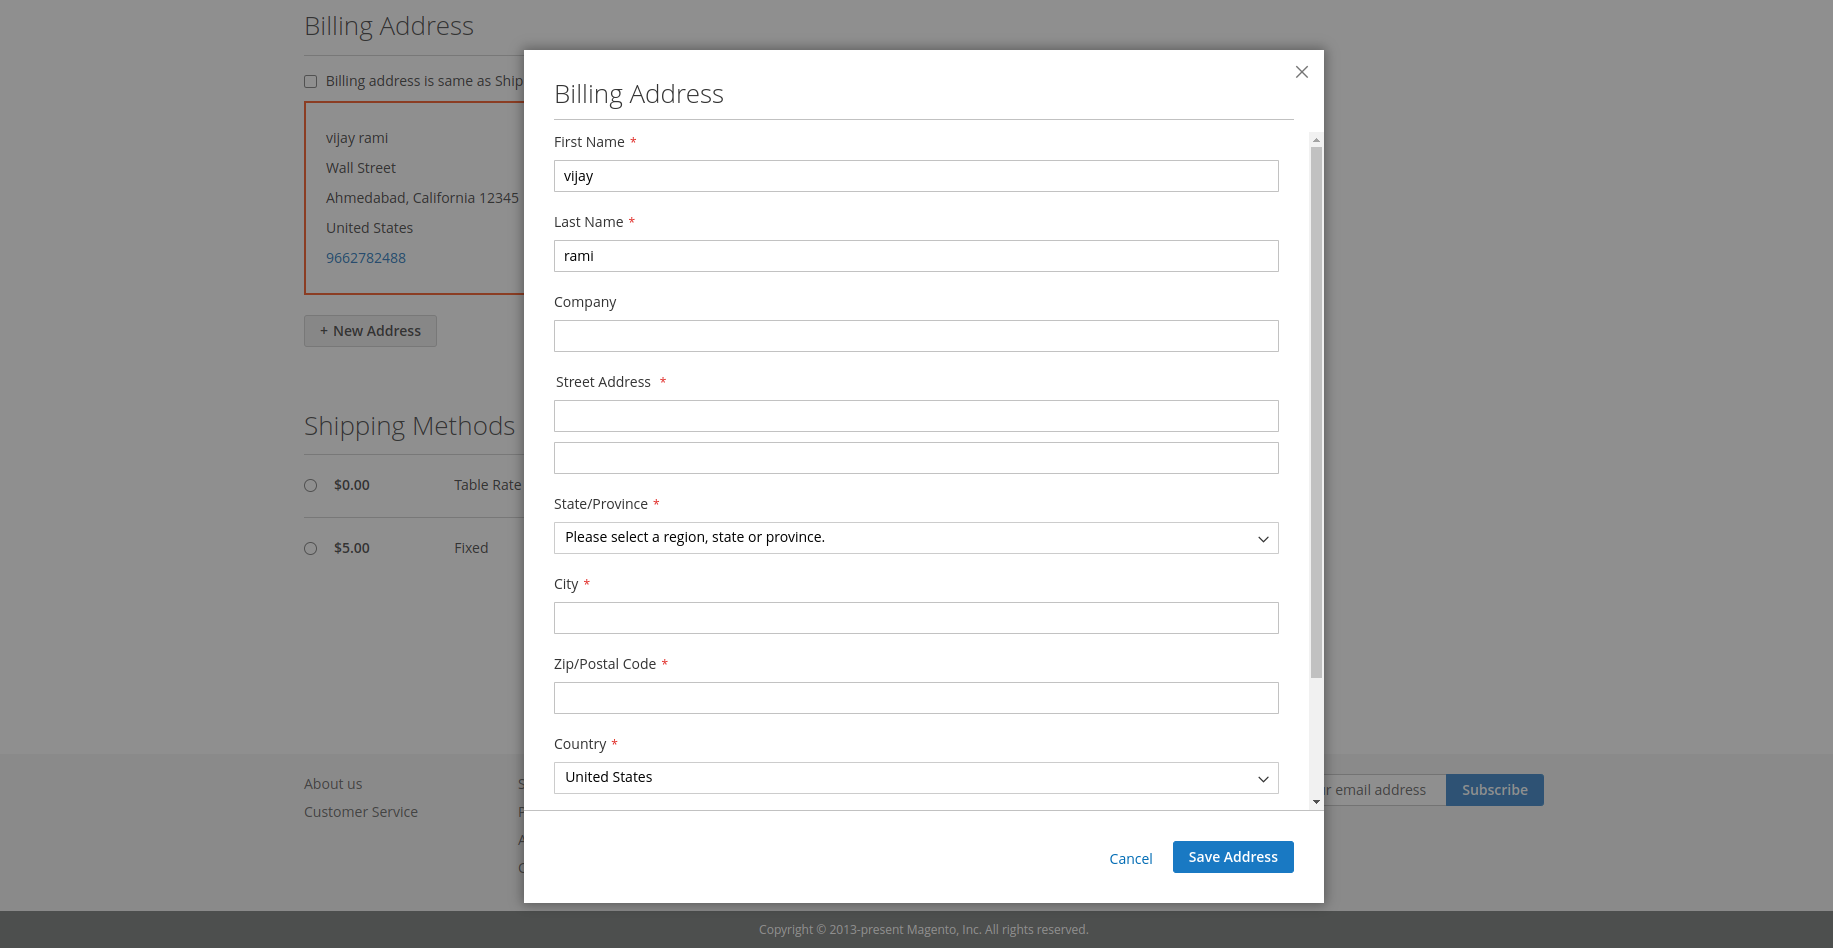 Billing Address
Billing address is same as Ship
vijay rami
Wall Street
Ahmedabad, California 12345
United States
9662782488
+ New Address
Shipping Methods
$0.00 Table Rate
$5.00 Fixed
Billing Address
First Name *
vijay
Last Name *
rami
Company
Street Address *
State/Province *
Please select a region, state or province.
City *
Zip/Postal Code *
Country *
United States
Cancel Save Address
About us
Customer Service
email address Subscribe
Copyright © 2013-present Magento, Inc. All rights reserved.